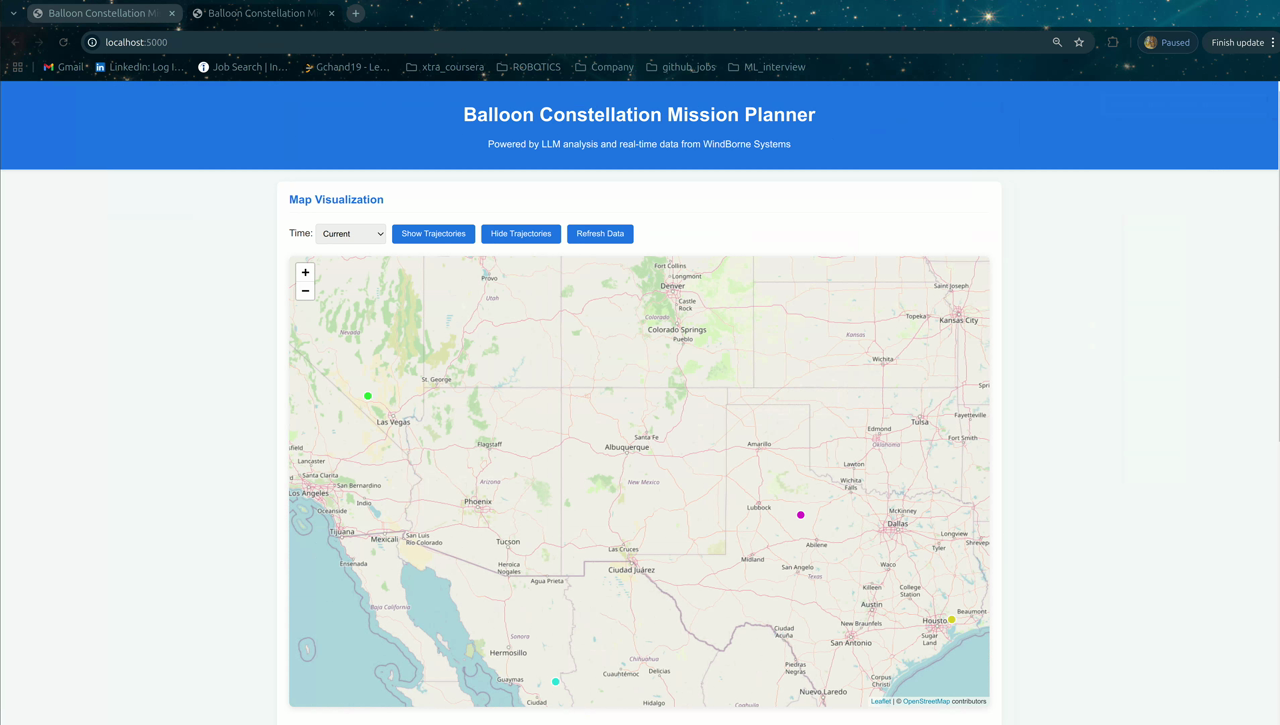 Balloon Constellation Mi
Balloon Constellation M
localhost:5000
Paused
Finish update
Gmail
LinkedIn: Log I...
Job Search | In...
Gchand19 - Le...
xtra_coursera
ROBOTICS
Company
github_jobs
ML_interview
Balloon Constellation Mission Planner
Powered by LLM analysis and real-time data from WindBorne Systems
Map Visualization
Time: Current
Show Trajectories
Hide Trajectories
Refresh Data
+
−
Fort Collins
Longmont
Provo
Denver
Saint Joseph
Utah
Castle Rock
Topeka
Kansas City
Colorado
Nevada
Colorado Springs
Kansas
Pueblo
Wichita
St. George
Spri
Fayetteville
Las Vegas
Tulsa
Edmond
Santa Fe
Fort Smith
Flagstaff
Albuquerque
Amarillo
Oklahoma
sfield
Lancaster
Lawton
Santa Clarita
Arizona
New Mexico
Wichita Falls
San Bernardino
Los Angeles
Indio
Phoenix
Lubbock
Oceanside
McKinney
Tijuana
San Luis Río Colorado
Dallas
Mexicali
Tucson
Abilene
Tyler
Shrevep
Las Cruces
Midland
Ensenada
Heroica Nogales
Ciudad Juárez
Waco
San Angelo
Agua Prieta
Texas
Killeen
College Station
Baja California
Austin
Beaumont
New Braunfels
Housto
Sonora
Ciudad Acuña
Sugar Land
San Antonio
Hermosillo
Chihuahua
Piedras Negras
Cuauhtémoc
Delicias
Guaymas
Corpus Christi
Nuevo Laredo
Ciudad
Hidalgo
Leaflet | © OpenStreetMap contributors